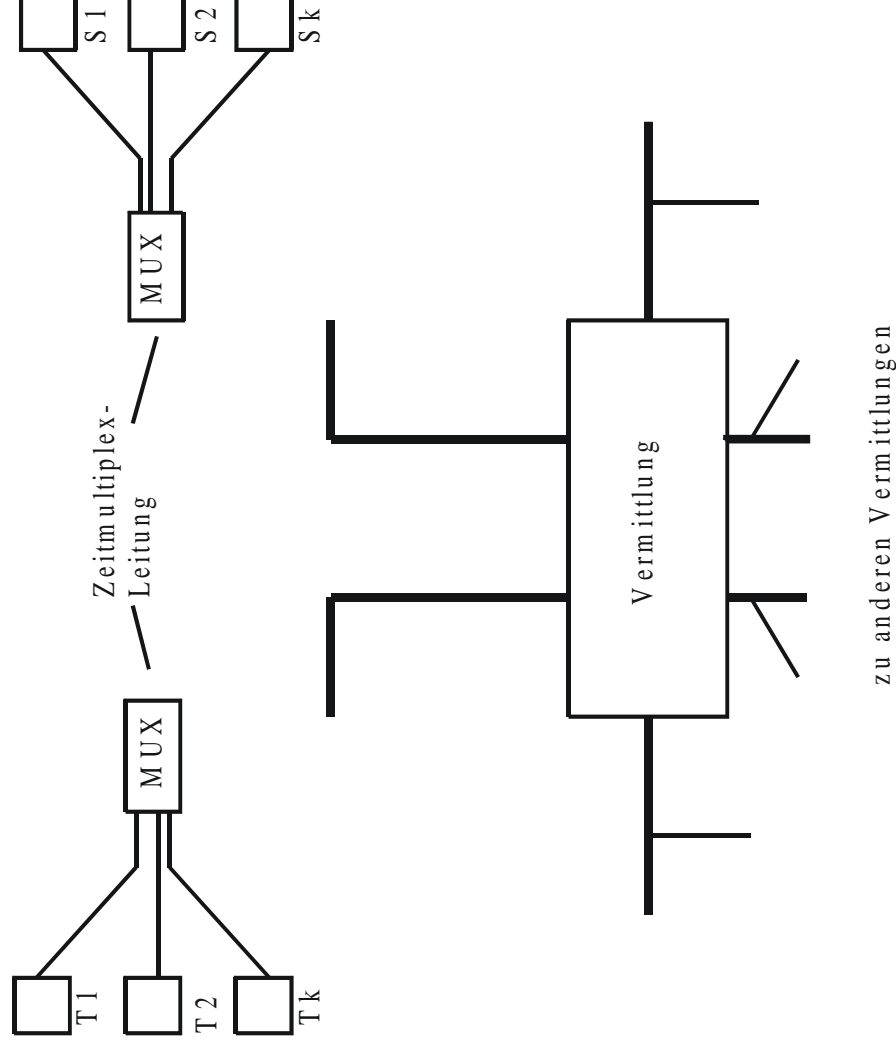 T1
T2
Tk
MUX
Zeitmultiplex-
Leitung
MUX
S1
S2
Sk
Vermittlung
zu anderen Vermittlungen